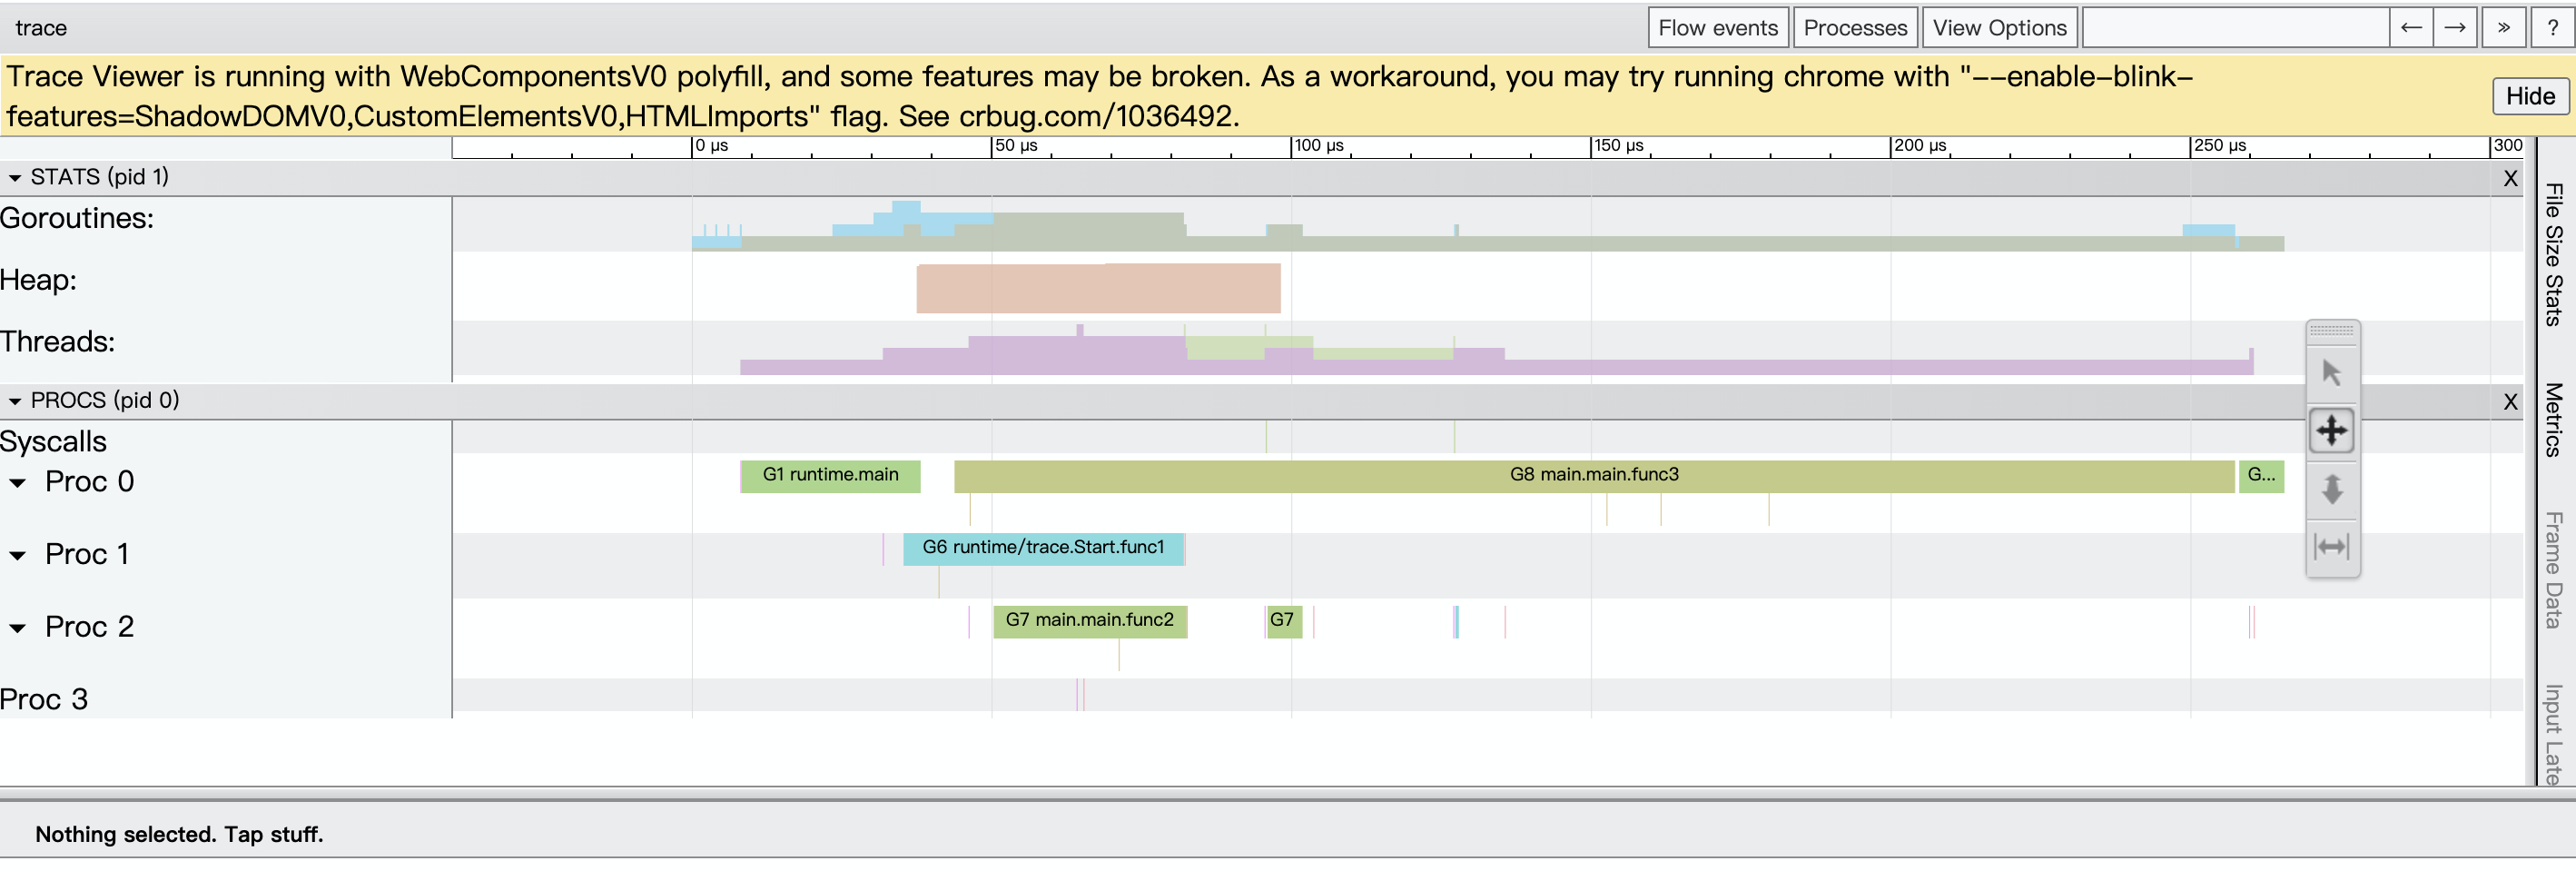 trace
Flow events
Processes
View Options
←
→
»
?
Trace Viewer is running with WebComponentsV0 polyfill, and some features may be broken. As a workaround, you may try running chrome with "--enable-blink-
features=ShadowDOMV0,CustomElementsV0,HTMLImports" flag. See crbug.com/1036492.
Hide
0 µs
50 µs
100 µs
150 µs
200 µs
250 µs
300
STATS (pid 1)
X
Goroutines:
Heap:
Threads:
PROCS (pid 0)
X
Syscalls
Proc 0
G1 runtime.main
G8 main.main.func3
G...
Proc 1
G6 runtime/trace.Start.func1
Proc 2
G7 main.main.func2
G7
Proc 3
File Size Stats
Metrics
Frame Data
Input Late
Nothing selected. Tap stuff.